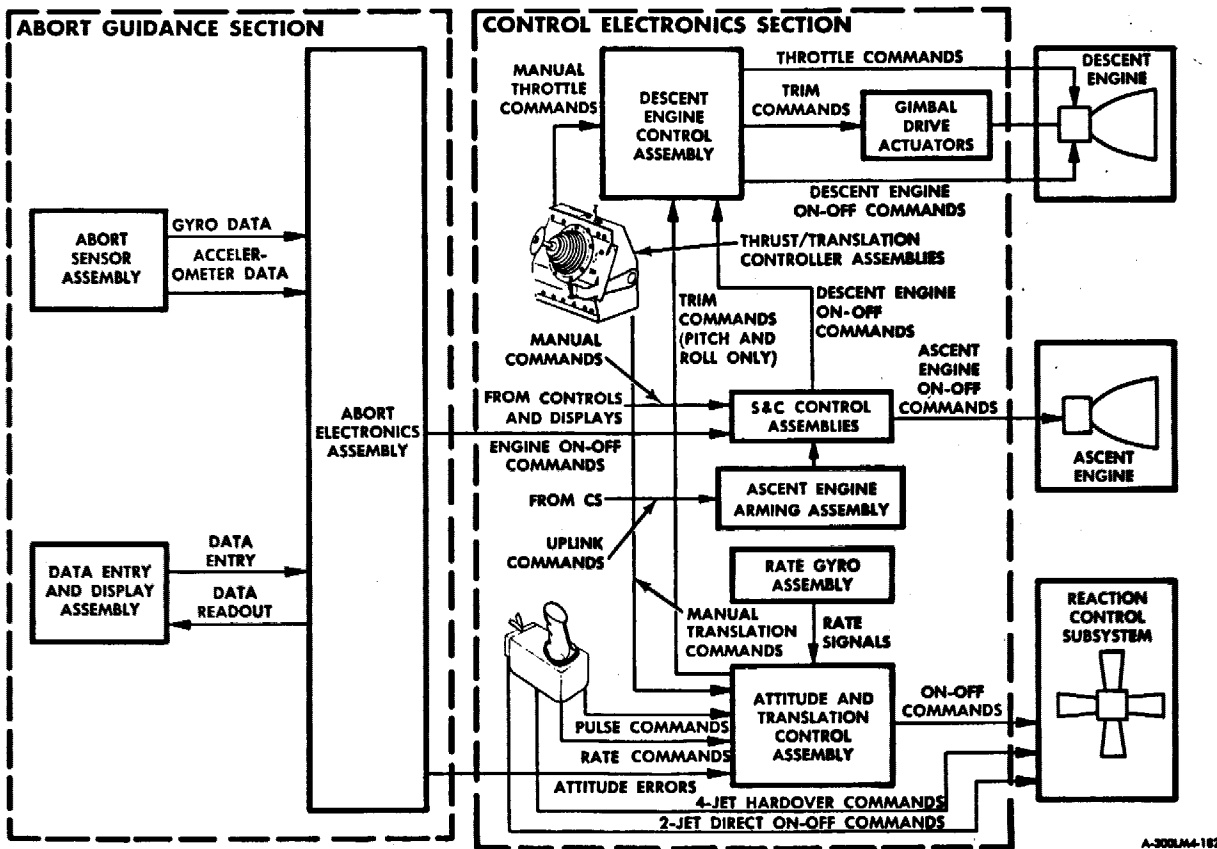 ABORT GUIDANCE SECTION
CONTROL ELECTRONICS SECTION
MANUAL
THROTTLE
COMMANDS
DESCENT
ENGINE
CONTROL
ASSEMBLY
THROTTLE COMMANDS
TRIM
COMMANDS
GIMBAL
DRIVE
ACTUATORS
DESCENT
ENGINE
DESCENT ENGINE
ON-OFF COMMANDS
ABORT
SENSOR
ASSEMBLY
GYRO DATA
ACCELER-
OMETER DATA
THRUST/TRANSLATION
CONTROLLER ASSEMBLIES
TRIM
COMMANDS
(PITCH AND
ROLL ONLY)
DESCENT ENGINE
ON-OFF
COMMANDS
MANUAL
COMMANDS
ASCENT
ENGINE
ON-OFF
COMMANDS
FROM CONTROLS
AND DISPLAYS
S&C CONTROL
ASSEMBLIES
ABORT
ELECTRONICS
ASSEMBLY
ENGINE ON-OFF
COMMANDS
ASCENT
ENGINE
FROM CS
ASCENT ENGINE
ARMING ASSEMBLY
UPLINK
COMMANDS
DATA ENTRY
AND DISPLAY
ASSEMBLY
DATA
ENTRY
DATA
READOUT
RATE GYRO
ASSEMBLY
MANUAL
TRANSLATION
COMMANDS
RATE
SIGNALS
REACTION
CONTROL
SUBSYSTEM
ATTITUDE AND
TRANSLATION
CONTROL
ASSEMBLY
ON-OFF
COMMANDS
PULSE COMMANDS
RATE COMMANDS
ATTITUDE ERRORS
4-JET HARDOVER COMMANDS
2-JET DIRECT ON-OFF COMMANDS
A-300LM4-182